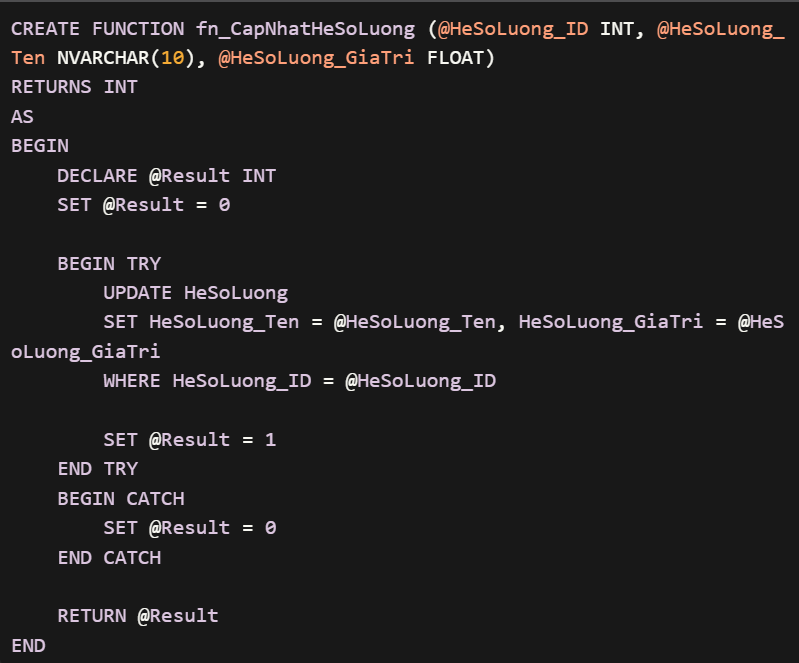 CREATE FUNCTION fn_CapNhatHeSoLuong (@HeSoLuong_ID INT, @HeSoLuong_
Ten NVARCHAR(10), @HeSoLuong_GiaTri FLOAT)
RETURNS INT
AS
BEGIN
    DECLARE @Result INT
    SET @Result = 0

    BEGIN TRY
        UPDATE HeSoLuong
        SET HeSoLuong_Ten = @HeSoLuong_Ten, HeSoLuong_GiaTri = @HeS
oLuong_GiaTri
        WHERE HeSoLuong_ID = @HeSoLuong_ID

        SET @Result = 1
    END TRY
    BEGIN CATCH
        SET @Result = 0
    END CATCH

    RETURN @Result
END